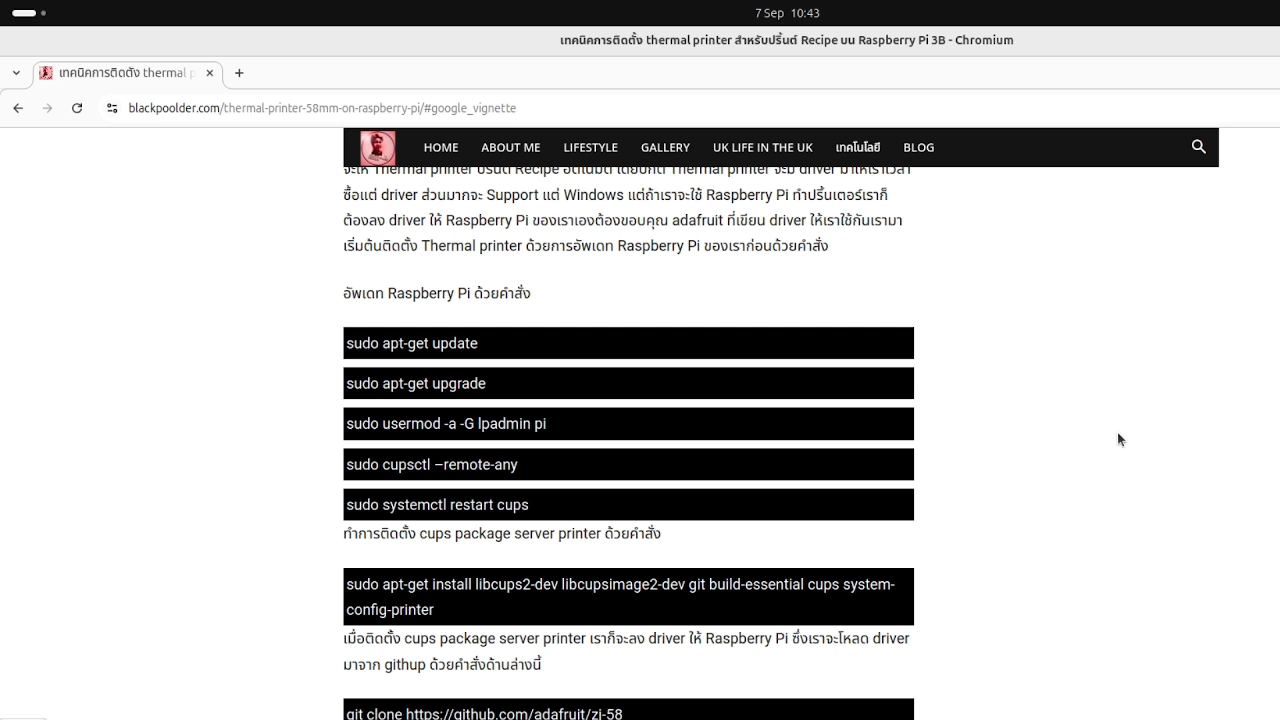 7 Sep 10:43
เทคนิคการติดตั้ง thermal printer สำหรับปริ้นต์ Recipe บน Raspberry Pi 3B - Chromium
เทคนิคการติดตั้ง thermal p
blackpoolder.com/thermal-printer-58mm-on-raspberry-pi/#google_vignette
HOME ABOUT ME LIFESTYLE GALLERY UK LIFE IN THE UK เทคโนโลยี BLOG
จะให้ Thermal printer ปริ้นต์ Recipe อัตโนมัติ โดยปกติ Thermal printer จะมี driver มาให้เราเวลา
ซื้อแต่ driver ส่วนมากจะ Support แต่ Windows แต่ถ้าเราจะใช้ Raspberry Pi ทำปริ้นเตอร์เราก็
ต้องลง driver ให้ Raspberry Pi ของเราเองต้องขอบคุณ adafruit ที่เขียน driver ให้เราใช้กันเรามา
เริ่มต้นติดตั้ง Thermal printer ด้วยการอัพเดท Raspberry Pi ของเราก่อนด้วยคำสั่ง
อัพเดท Raspberry Pi ด้วยคำสั่ง
sudo apt-get update
sudo apt-get upgrade
sudo usermod -a -G lpadmin pi
sudo cupsctl –remote-any
sudo systemctl restart cups
ทำการติดตั้ง cups package server printer ด้วยคำสั่ง
sudo apt-get install libcups2-dev libcupsimage2-dev git build-essential cups system-
config-printer
เมื่อติดตั้ง cups package server printer เราก็จะลง driver ให้ Raspberry Pi ซึ่งเราจะโหลด driver
มาจาก githup ด้วยคำสั่งด้านล่างนี้
git clone https://github.com/adafruit/zj-58